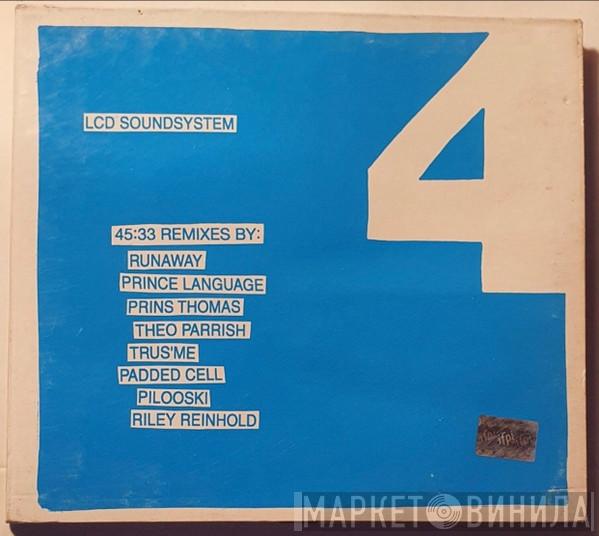 4
LCD SOUNDSYSTEM
45:33 REMIXES BY:
RUNAWAY
PRINCE LANGUAGE
PRINS THOMAS
THEO PARRISH
TRUS'ME
PADDED CELL
PILOOSKI
RILEY REINHOLD
МАРКЕТ ВИНИЛА